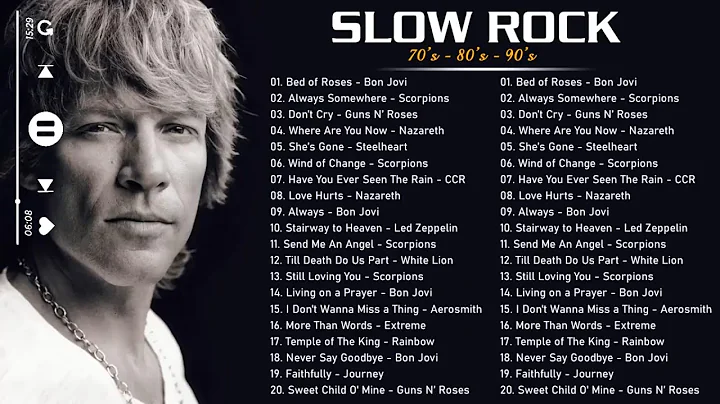 SLOW ROCK
70's - 80's - 90's
15:29
06:08
01. Bed of Roses - Bon Jovi
02. Always Somewhere - Scorpions
03. Don't Cry - Guns N' Roses
04. Where Are You Now - Nazareth
05. She's Gone - Steelheart
06. Wind of Change - Scorpions
07. Have You Ever Seen The Rain - CCR
08. Love Hurts - Nazareth
09. Always - Bon Jovi
10. Stairway to Heaven - Led Zeppelin
11. Send Me An Angel - Scorpions
12. Till Death Do Us Part - White Lion
13. Still Loving You - Scorpions
14. Living on a Prayer - Bon Jovi
15. I Don't Wanna Miss a Thing - Aerosmith
16. More Than Words - Extreme
17. Temple of The King - Rainbow
18. Never Say Goodbye - Bon Jovi
19. Faithfully - Journey
20. Sweet Child O' Mine - Guns N' Roses
01. Bed of Roses - Bon Jovi
02. Always Somewhere - Scorpions
03. Don't Cry - Guns N' Roses
04. Where Are You Now - Nazareth
05. She's Gone - Steelheart
06. Wind of Change - Scorpions
07. Have You Ever Seen The Rain - CCR
08. Love Hurts - Nazareth
09. Always - Bon Jovi
10. Stairway to Heaven - Led Zeppelin
11. Send Me An Angel - Scorpions
12. Till Death Do Us Part - White Lion
13. Still Loving You - Scorpions
14. Living on a Prayer - Bon Jovi
15. I Don't Wanna Miss a Thing - Aerosmith
16. More Than Words - Extreme
17. Temple of The King - Rainbow
18. Never Say Goodbye - Bon Jovi
19. Faithfully - Journey
20. Sweet Child O' Mine - Guns N' Roses